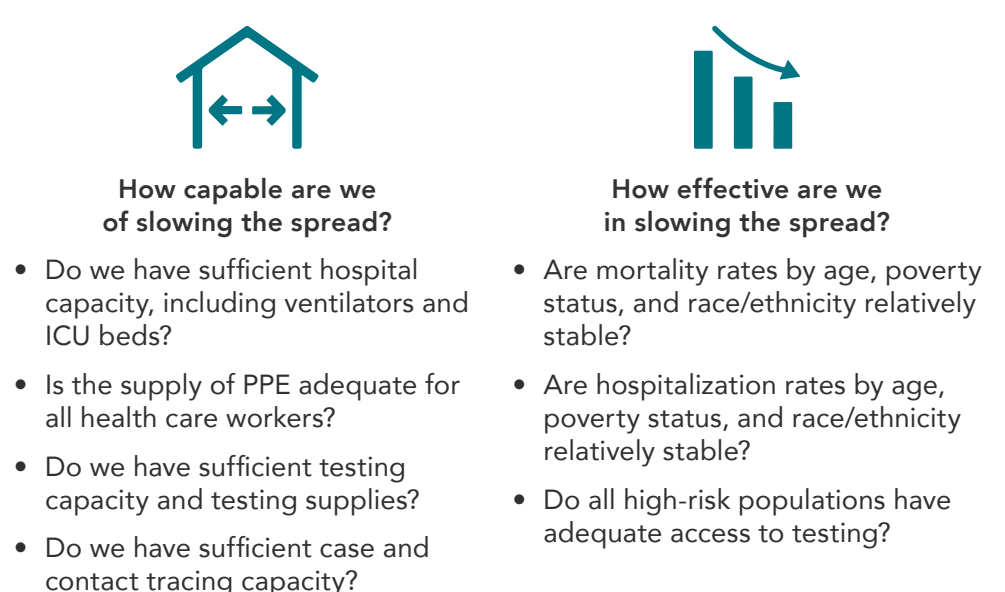 How capable are we
of slowing the spread?
• Do we have sufficient hospital
capacity, including ventilators and
ICU beds?
• Is the supply of PPE adequate for
all health care workers?
• Do we have sufficient testing
capacity and testing supplies?
• Do we have sufficient case and
contact tracing capacity?
How effective are we
in slowing the spread?
• Are mortality rates by age, poverty
status, and race/ethnicity relatively
stable?
• Are hospitalization rates by age,
poverty status, and race/ethnicity
relatively stable?
• Do all high-risk populations have
adequate access to testing?